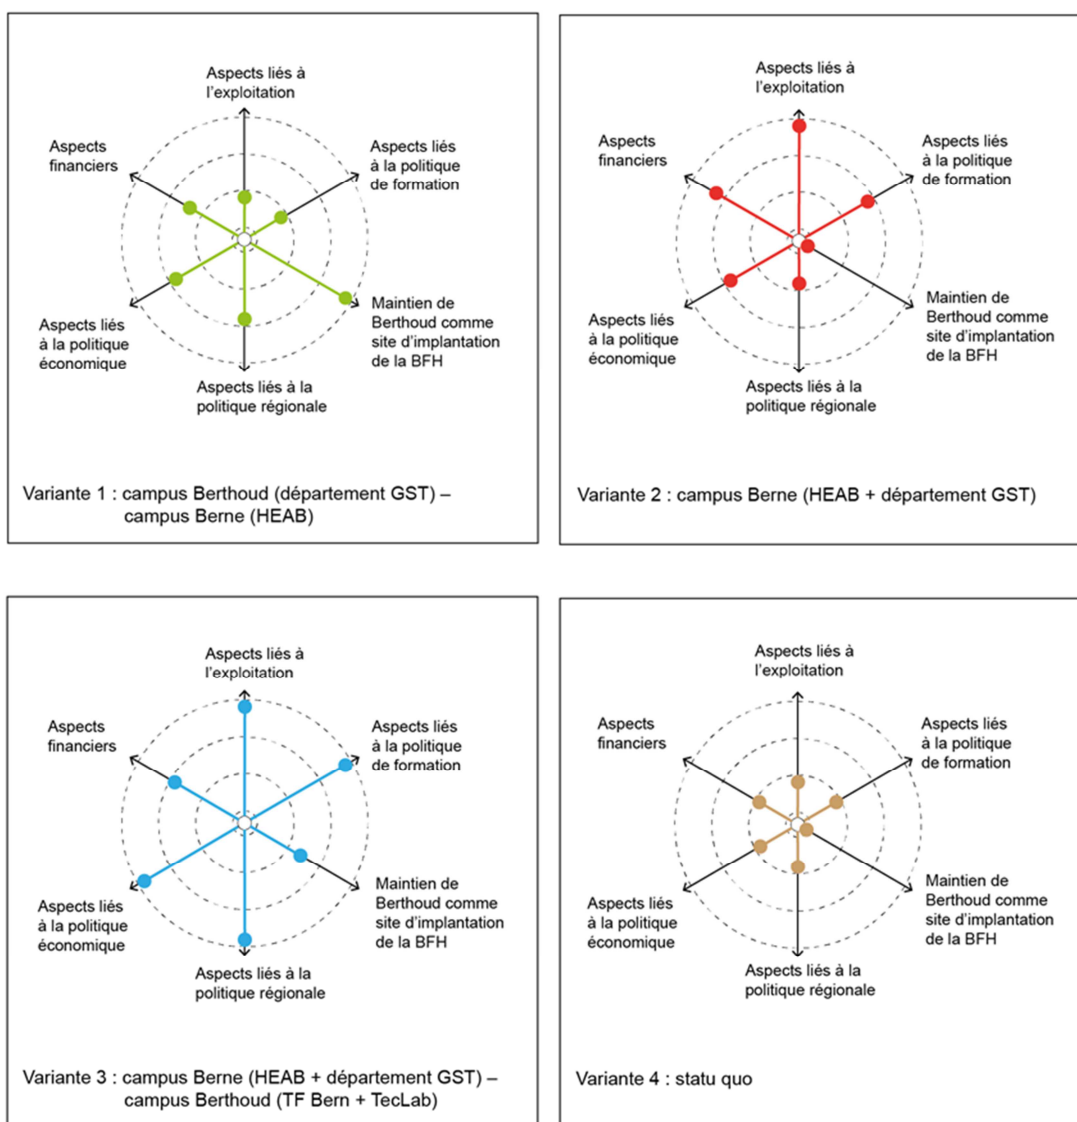 Aspects liés à
l'exploitation
Aspects
financiers
Aspects liés
à la politique
de formation
Aspects liés
à la politique
économique
Maintien de
Berthoud comme
site d'implantation
de la BFH
Aspects liés à la
politique régionale
Variante 1 : campus Berthoud (département GST) –
campus Berne (HEAB)
Aspects liés à
l'exploitation
Aspects
financiers
Aspects liés
à la politique
de formation
Aspects liés
à la politique
économique
Maintien de
Berthoud comme
site d'implantation
de la BFH
Aspects liés à la
politique régionale
Variante 2 : campus Berne (HEAB + département GST)
Aspects liés à
l'exploitation
Aspects
financiers
Aspects liés
à la politique
de formation
Aspects liés
à la politique
économique
Maintien de
Berthoud comme
site d'implantation
de la BFH
Aspects liés à la
politique régionale
Variante 3 : campus Berne (HEAB + département GST) –
campus Berthoud (TF Bern + TecLab)
Aspects liés à
l'exploitation
Aspects
financiers
Aspects liés
à la politique
de formation
Aspects liés
à la politique
économique
Maintien de
Berthoud comme
site d'implantation
de la BFH
Aspects liés à la
politique régionale
Variante 4 : statu quo